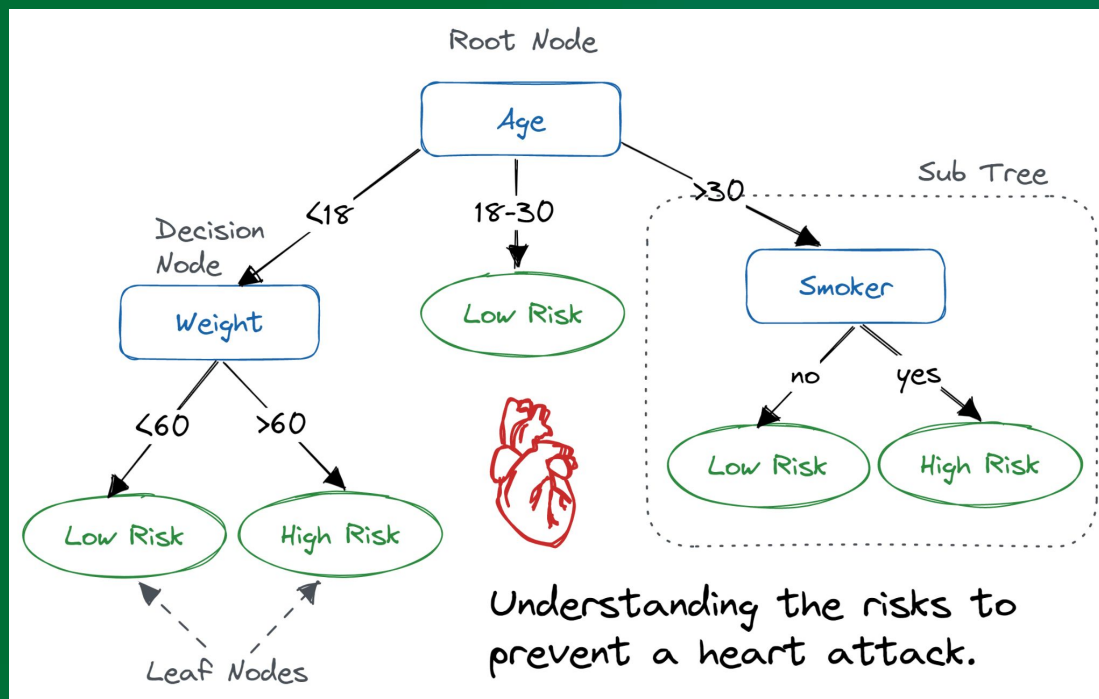 Root Node
Age
Sub Tree
<18
18-30
>30
Decision
Node
Weight
Low Risk
Smoker
<60
>60
no
yes
Low Risk
High Risk
Low Risk
High Risk
Leaf Nodes
Understanding the risks to
prevent a heart attack.